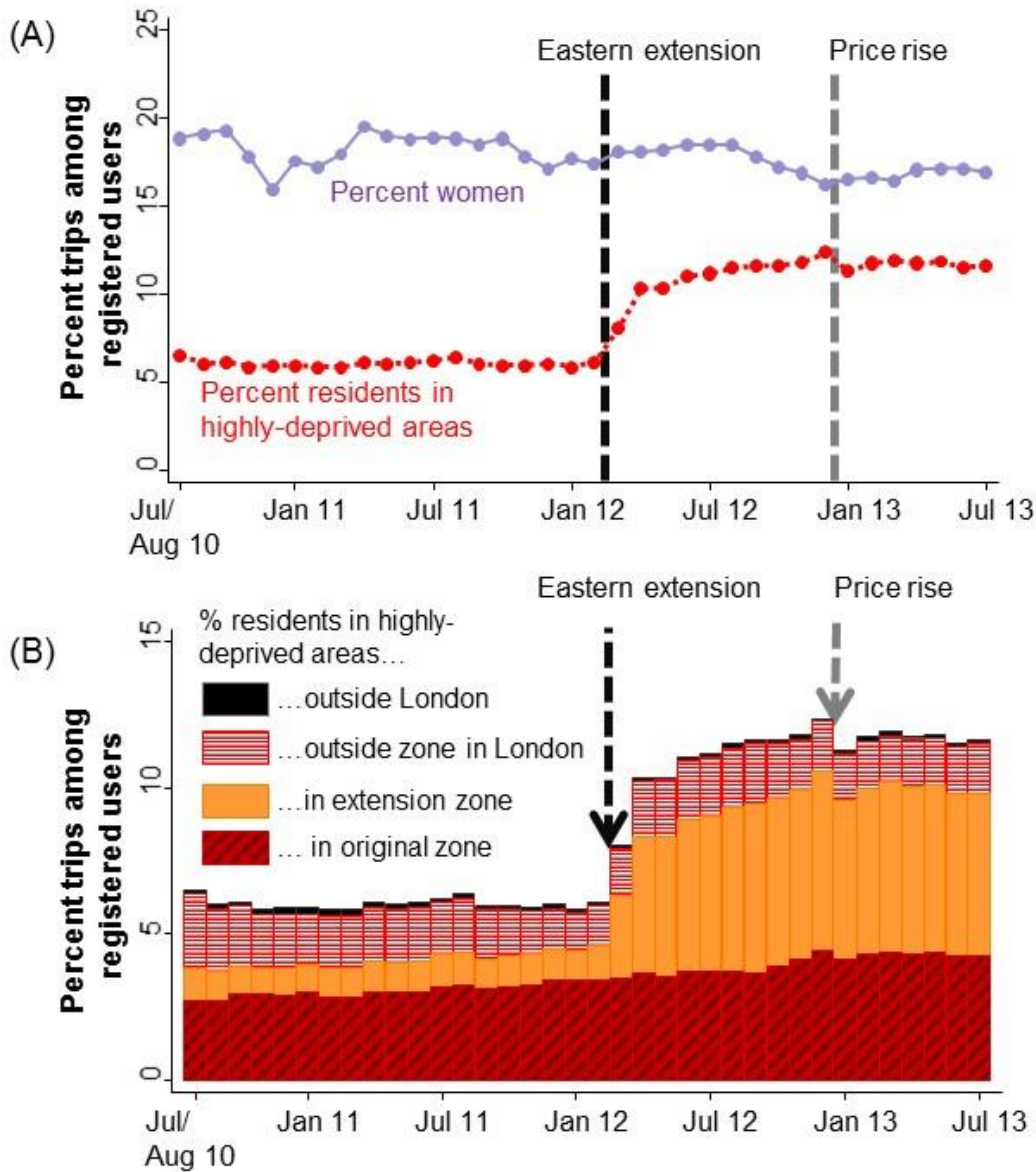 (A)
Percent trips among
registered users
25
20
15
10
5
0
Eastern extension
Price rise
Percent women
Percent residents in
highly-deprived areas
Jul/
Aug 10
Jan 11
Jul 11
Jan 12
Jul 12
Jan 13
Jul 13
(B)
Percent trips among
registered users
15
10
5
0
Eastern extension
Price rise
% residents in highly-
deprived areas…
…outside London
…outside zone in London
…in extension zone
… in original zone
Jul/
Aug 10
Jan 11
Jul 11
Jan 12
Jul 12
Jan 13
Jul 13